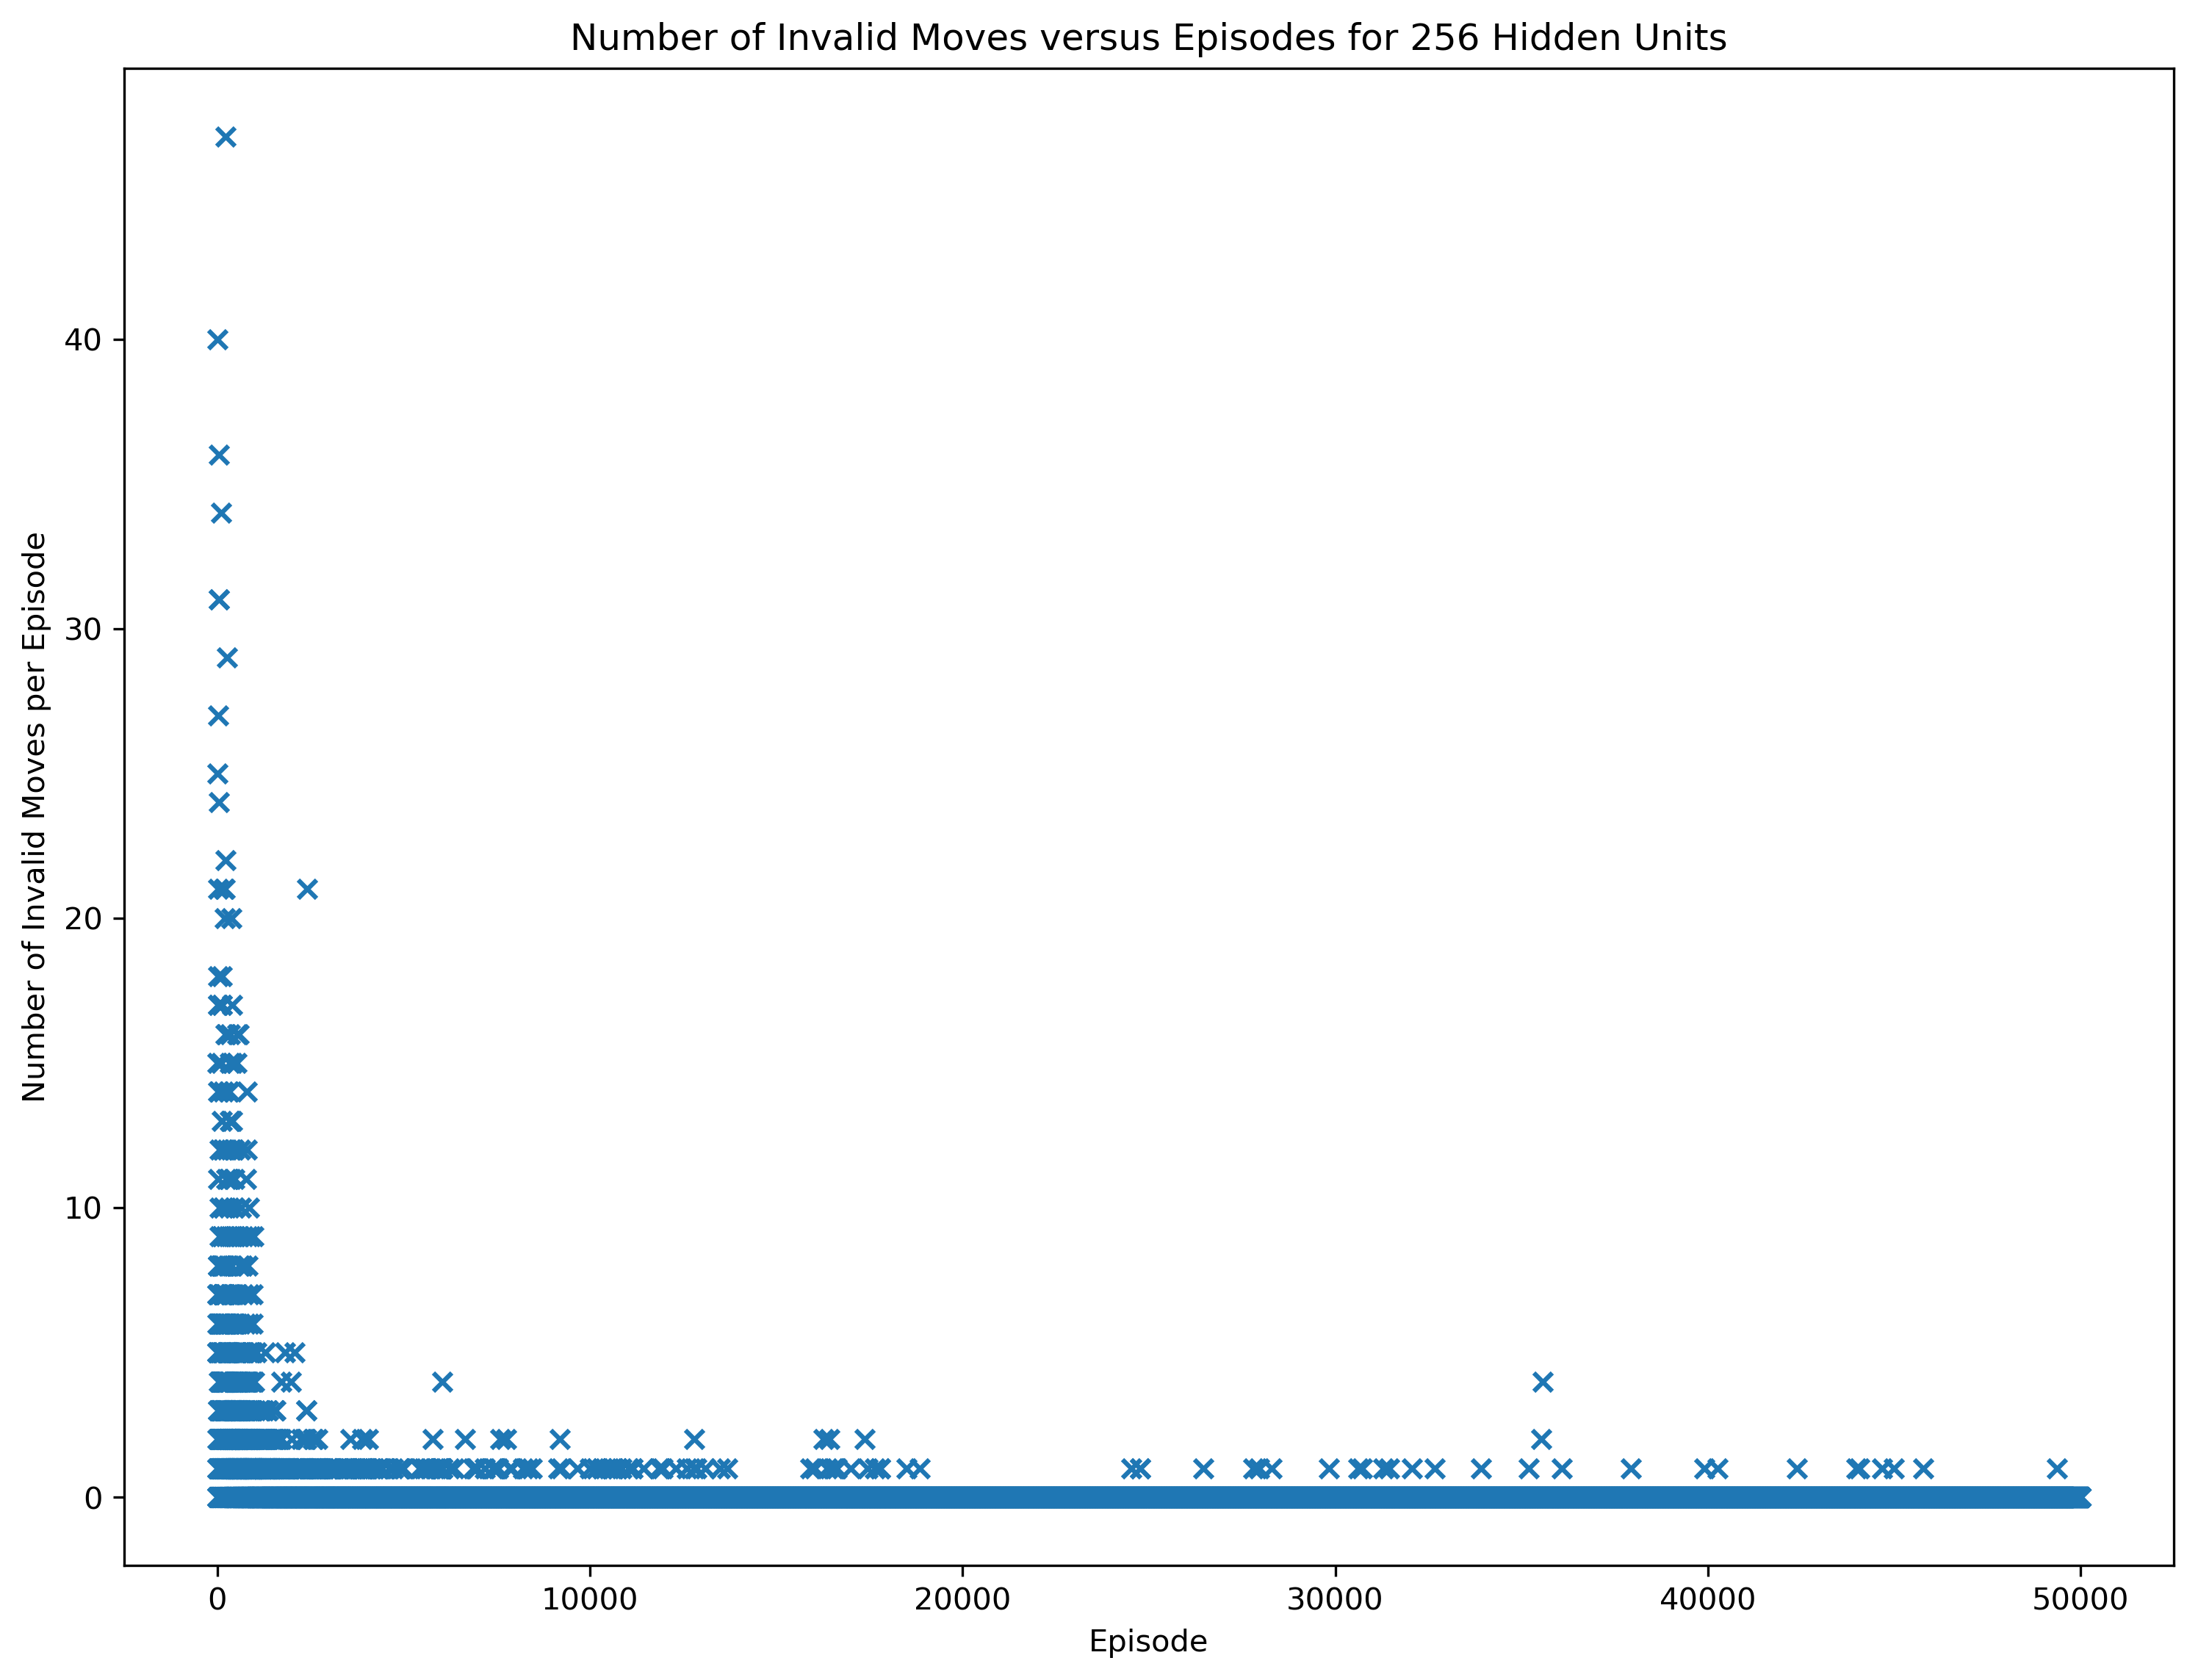 Number of Invalid Moves versus Episodes for 256 Hidden Units
Number of Invalid Moves per Episode
40
30
20
10
0
0 10000 20000 30000 40000 50000
Episode